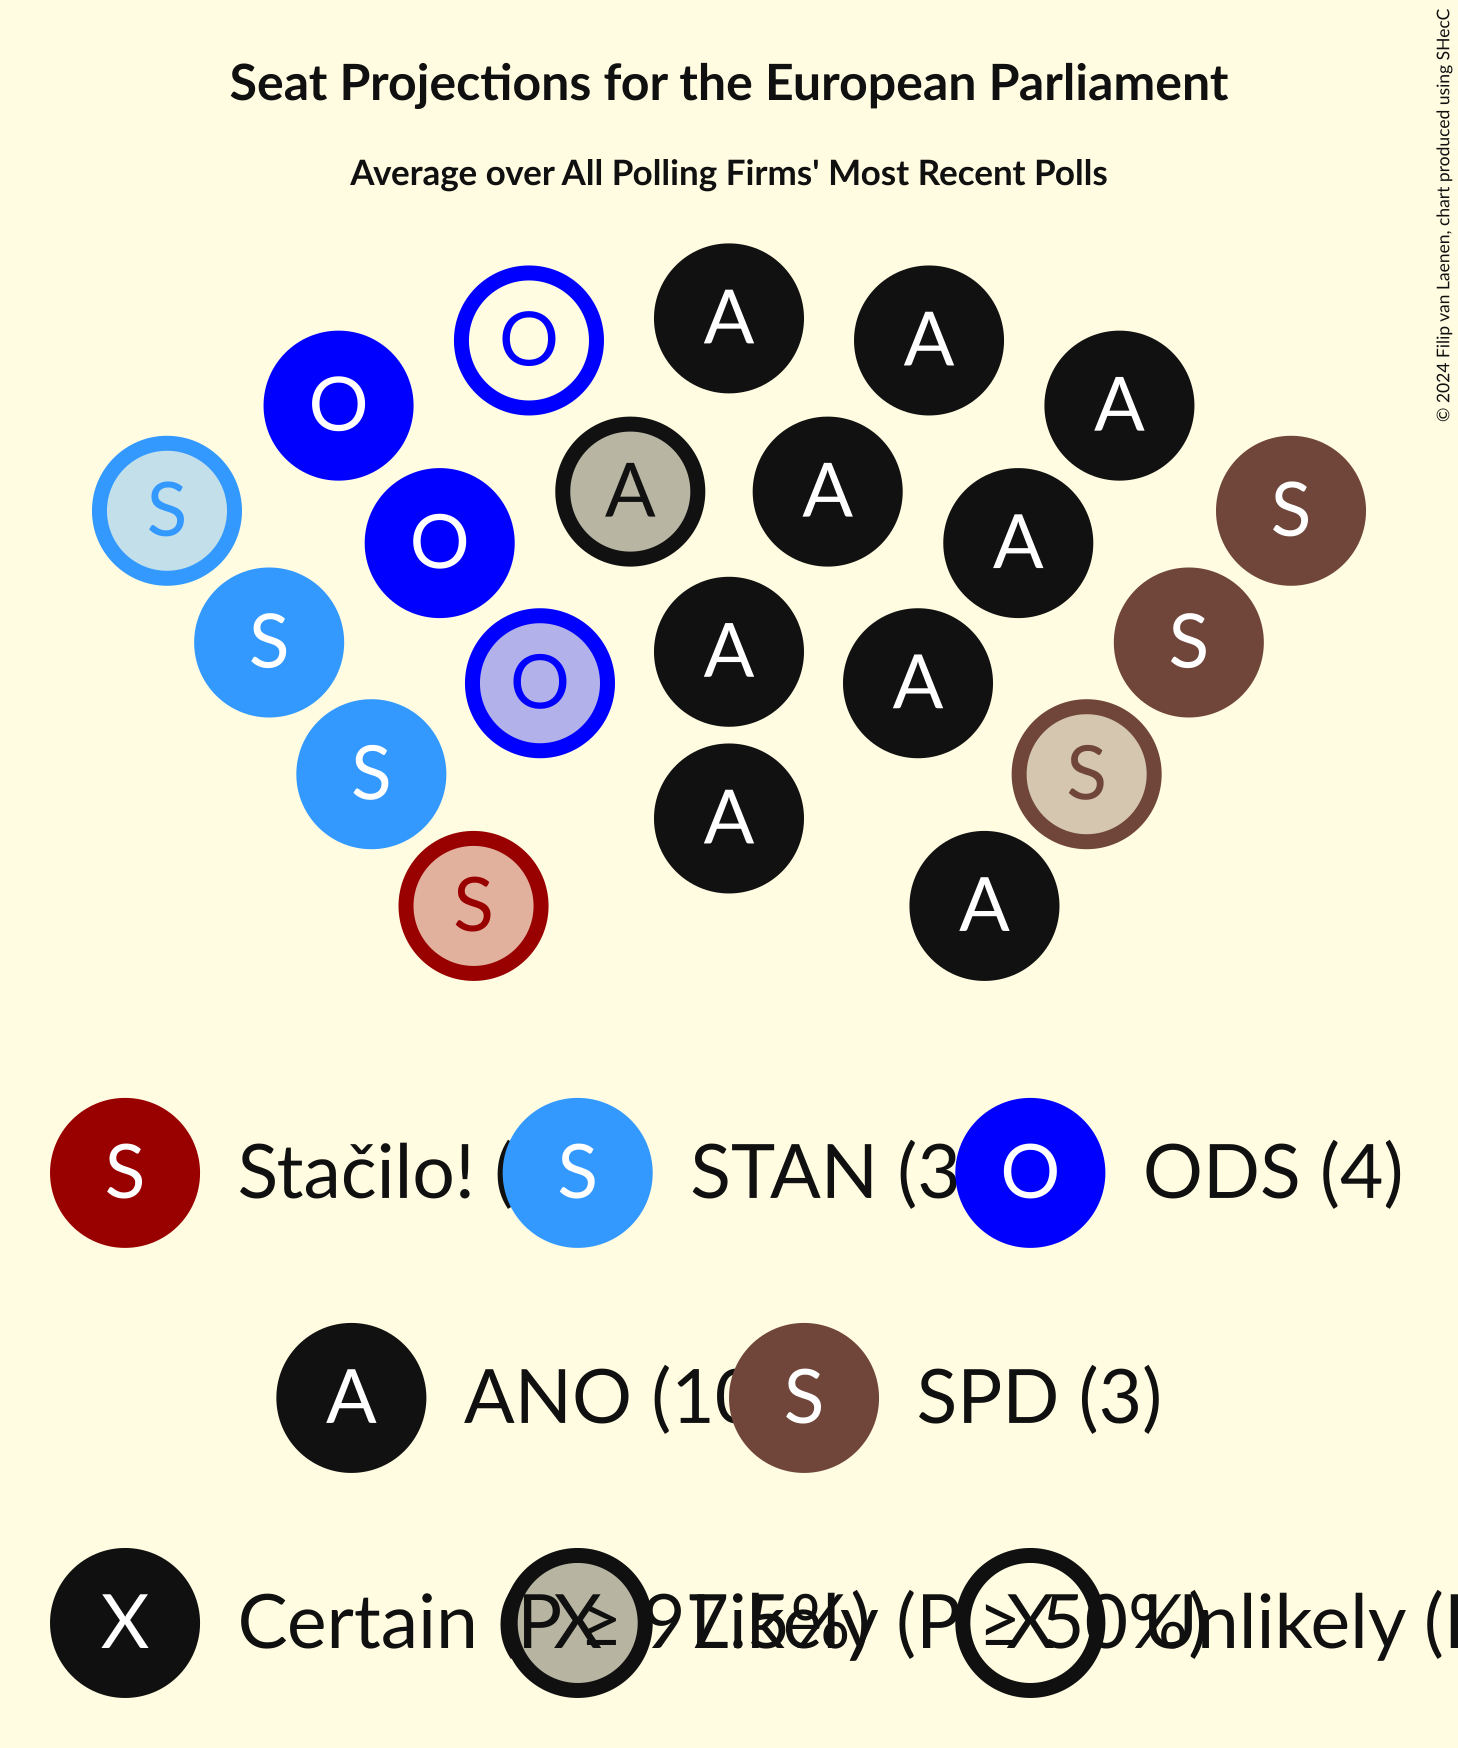 Seat Projections for the European Parliament
Average over All Polling Firms' Most Recent Polls
© 2024 Filip van Laenen, chart produced using SHecC
A
O A
O A
A A
S O A S
A
S A S
O A
S S
A
S A
S Stačilo! ( S STAN (3 O ODS (4)
A ANO (10 S SPD (3)
X Certain (P ≥ 97.5%) X Likely (P ≥ 50%) X Unlikely (